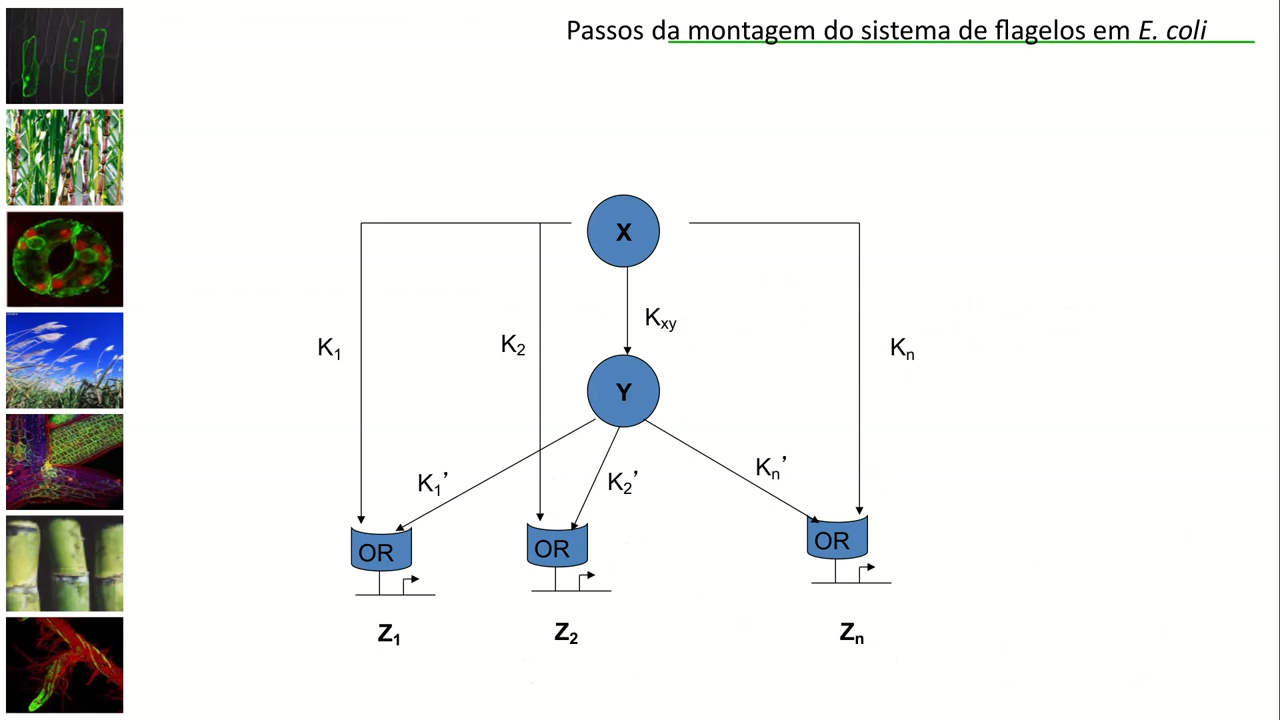 Passos da montagem do sistema de flagelos em E. coli
X
Kxy
K1
K2
Kn
Y
K1’
K2’
Kn’
OR
OR
OR
Z1
Z2
Zn